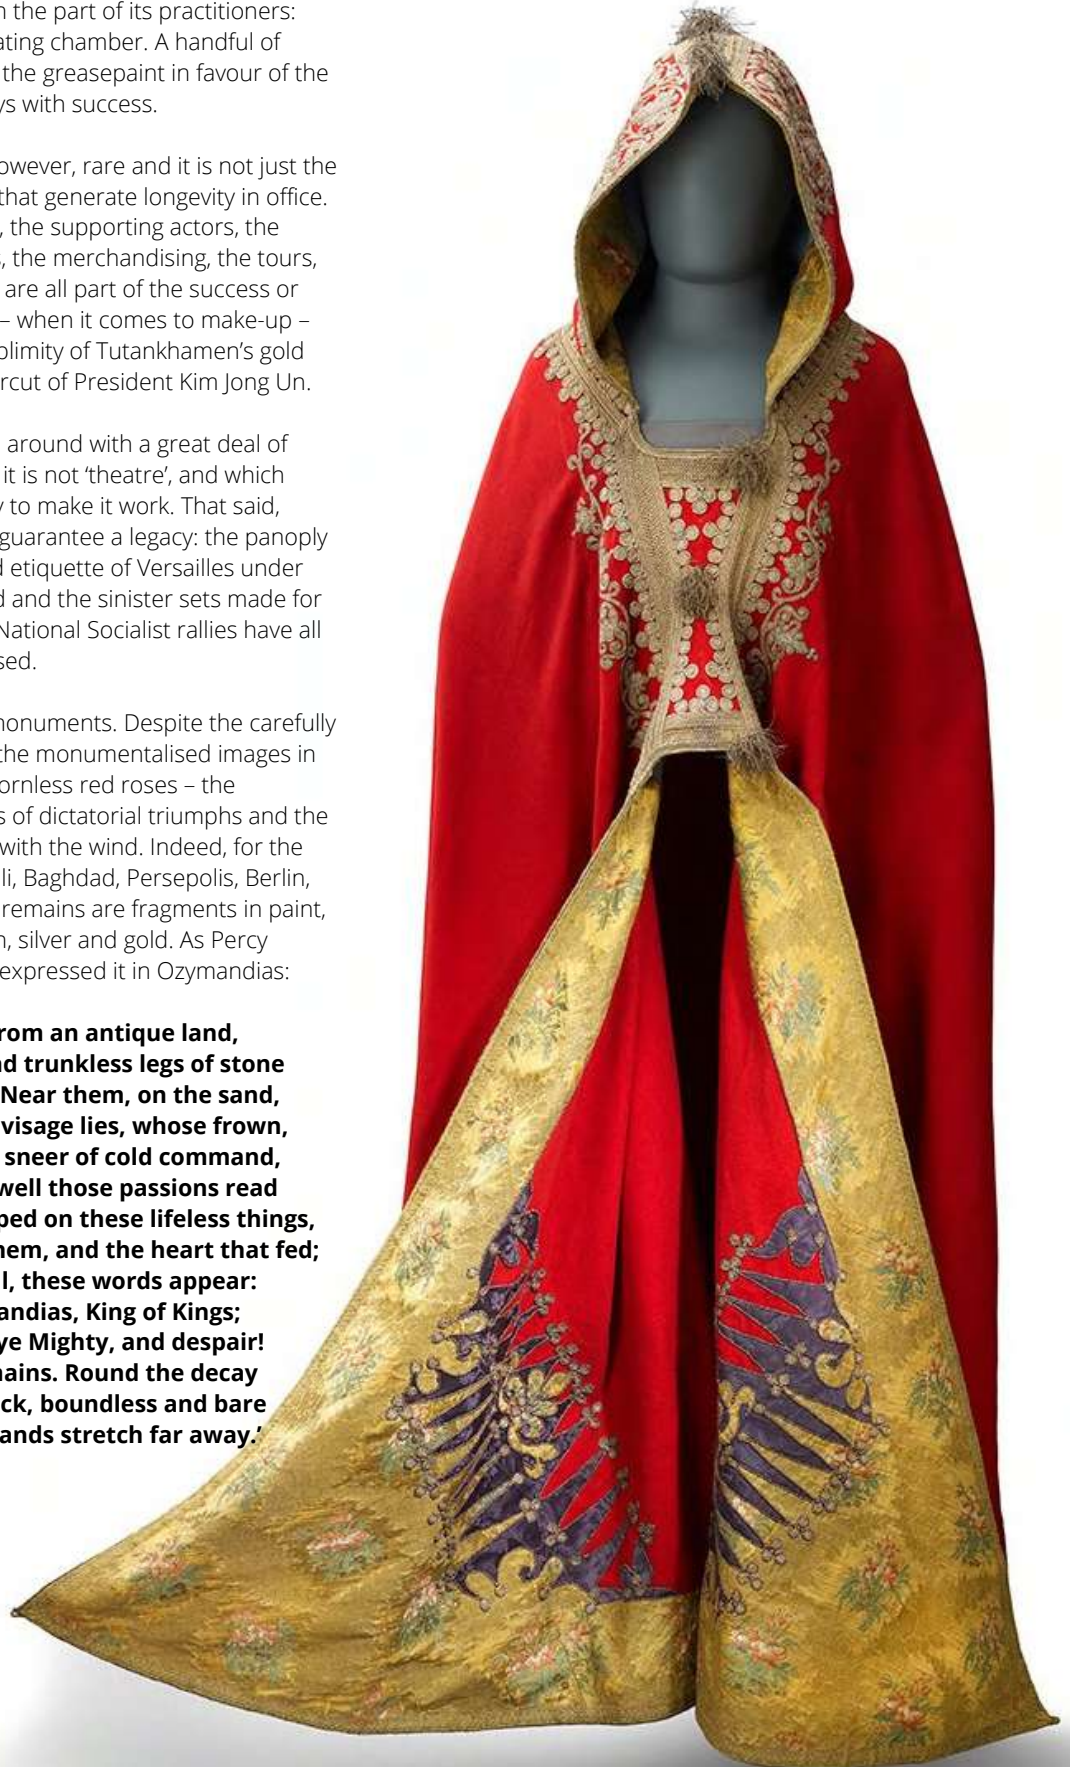 n the part of its practitioners:
ating chamber. A handful of
the greasepaint in favour of the
ys with success.
owever, rare and it is not just the
that generate longevity in office.
, the supporting actors, the
, the merchandising, the tours,
are all part of the success or
– when it comes to make-up –
blimity of Tutankhamen’s gold
rcut of President Kim Jong Un.
around with a great deal of
it is not ‘theatre’, and which
y to make it work. That said,
guarantee a legacy: the panoply
d etiquette of Versailles under
d and the sinister sets made for
National Socialist rallies have all
sed.
monuments. Despite the carefully
the monumentalised images in
ornless red roses – the
s of dictatorial triumphs and the
with the wind. Indeed, for the
li, Baghdad, Persepolis, Berlin,
remains are fragments in paint,
n, silver and gold. As Percy
expressed it in Ozymandias:
rom an antique land,
nd trunkless legs of stone
Near them, on the sand,
visage lies, whose frown,
sneer of cold command,
well those passions read
ped on these lifeless things,
hem, and the heart that fed;
l, these words appear:
andias, King of Kings;
ye Mighty, and despair!
ains. Round the decay
ck, boundless and bare
ands stretch far away.’